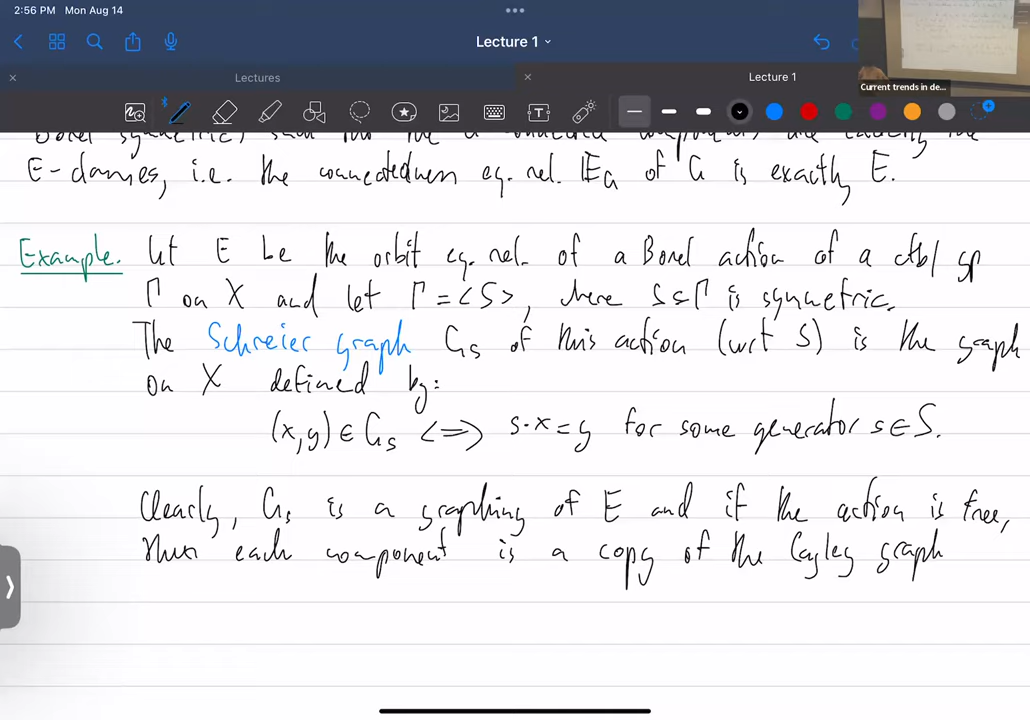 2:56 PM Mon Aug 14
Lecture 1
Lectures
Lecture 1
Current trends in de...
E-classes, i.e. the connectedness eq. rel. E_G of G is exactly E.
Example. Let E be the orbit eq. rel. of a Borel action of a ctbl gp
Γ on X and let Γ = <S>, where S ⊆ Γ is symmetric.
The Schreier graph G_S of this action (wrt S) is the graph
on X defined by:
(x,y) ∈ G_S <=> s·x = y for some generator s ∈ S.
Clearly, G_S is a graphing of E and if the action is free,
then each component is a copy of the Cayley graph